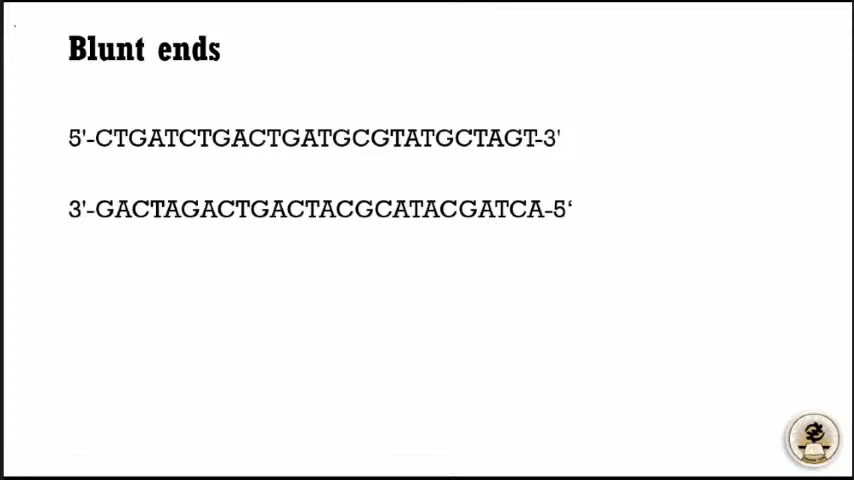 Blunt ends
5'-CTGATCTGACTGATGCGTATGCTAGT-3'
3'-GACTAGACTGACTACGCATACGATCA-5‘